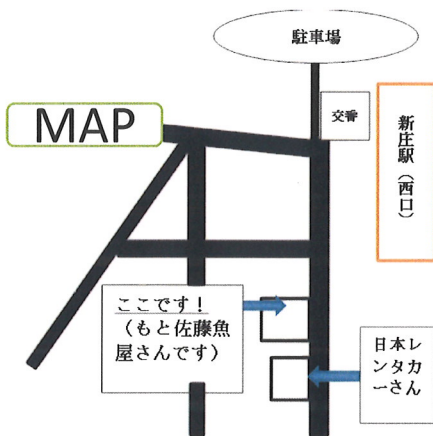 駐車場
MAP
交番
新庄駅（西口）
ここです！
（もと佐藤魚
屋さんです）
日本レ
ンタカ
ーさん